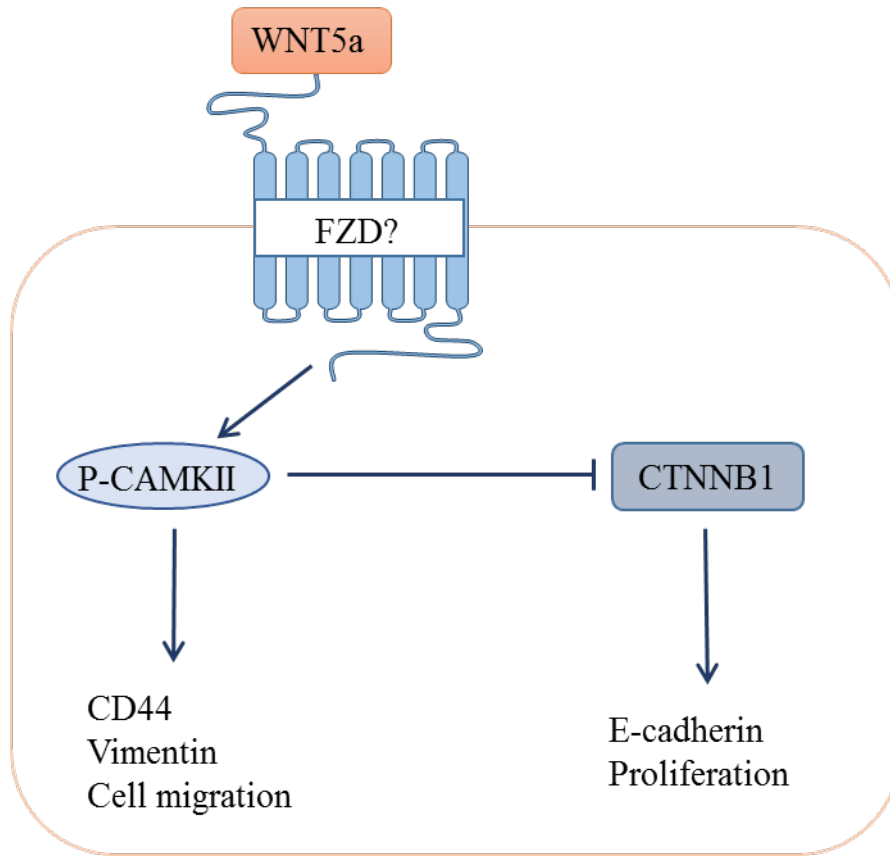 WNT5a
FZD?
P-CAMKII
CTNNB1
CD44
Vimentin
Cell migration
E-cadherin
Proliferation